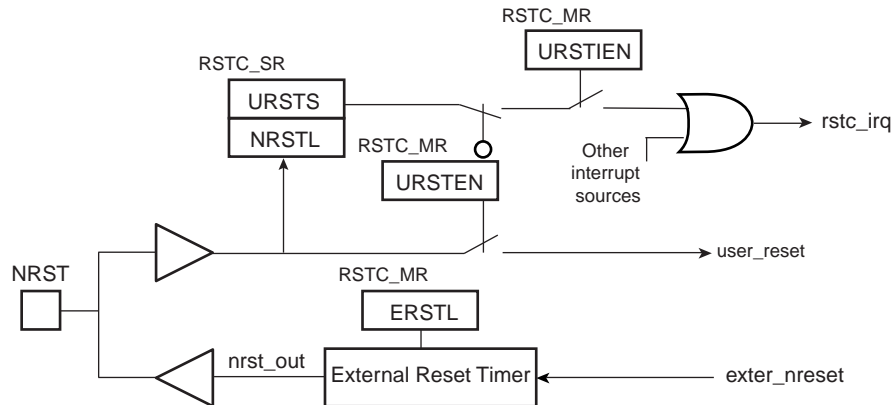 RSTC_MR
URSTIEN
RSTC_SR
URSTS
NRSTL
RSTC_MR
URSTEN
rstc_irq
Other
interrupt
sources
user_reset
NRST
RSTC_MR
ERSTL
nrst_out
External Reset Timer
exter_nreset